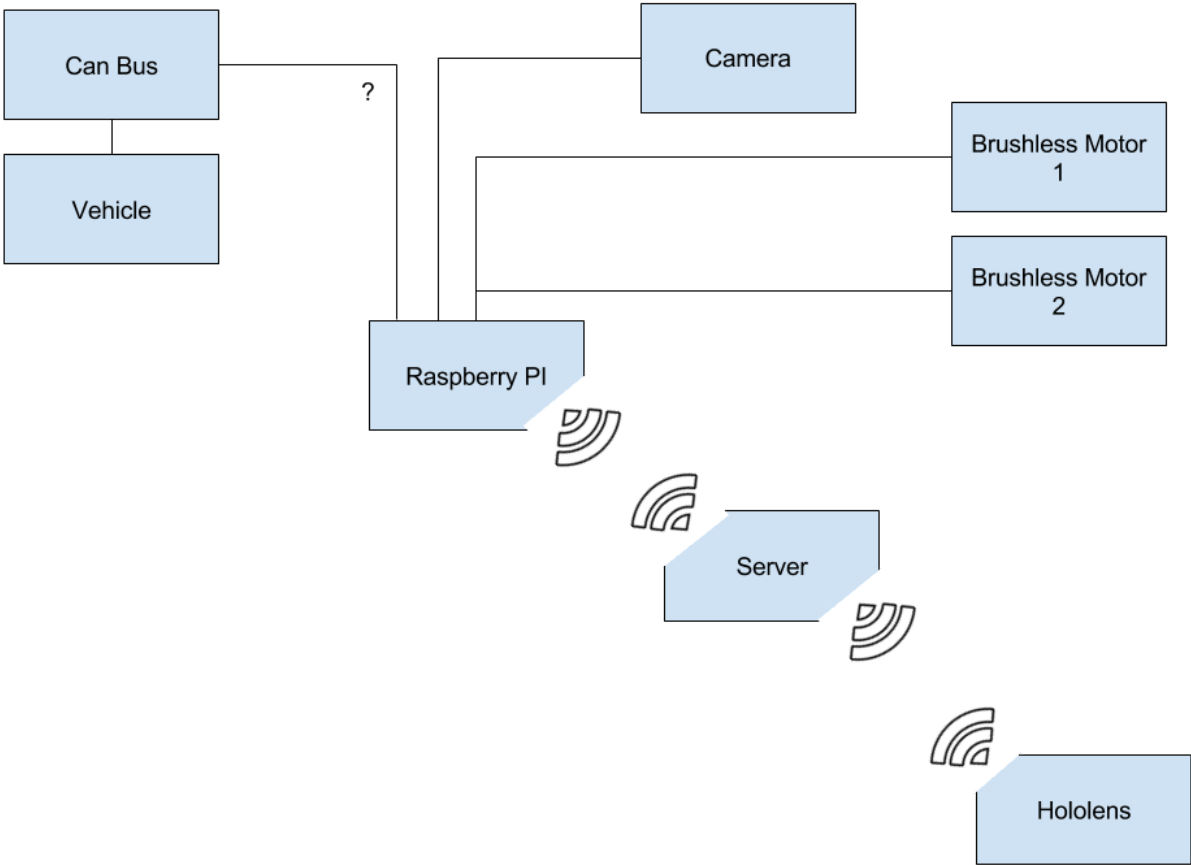 Can Bus
?
Camera
Brushless Motor
1
Vehicle
Brushless Motor
2
Raspberry PI
Server
Hololens